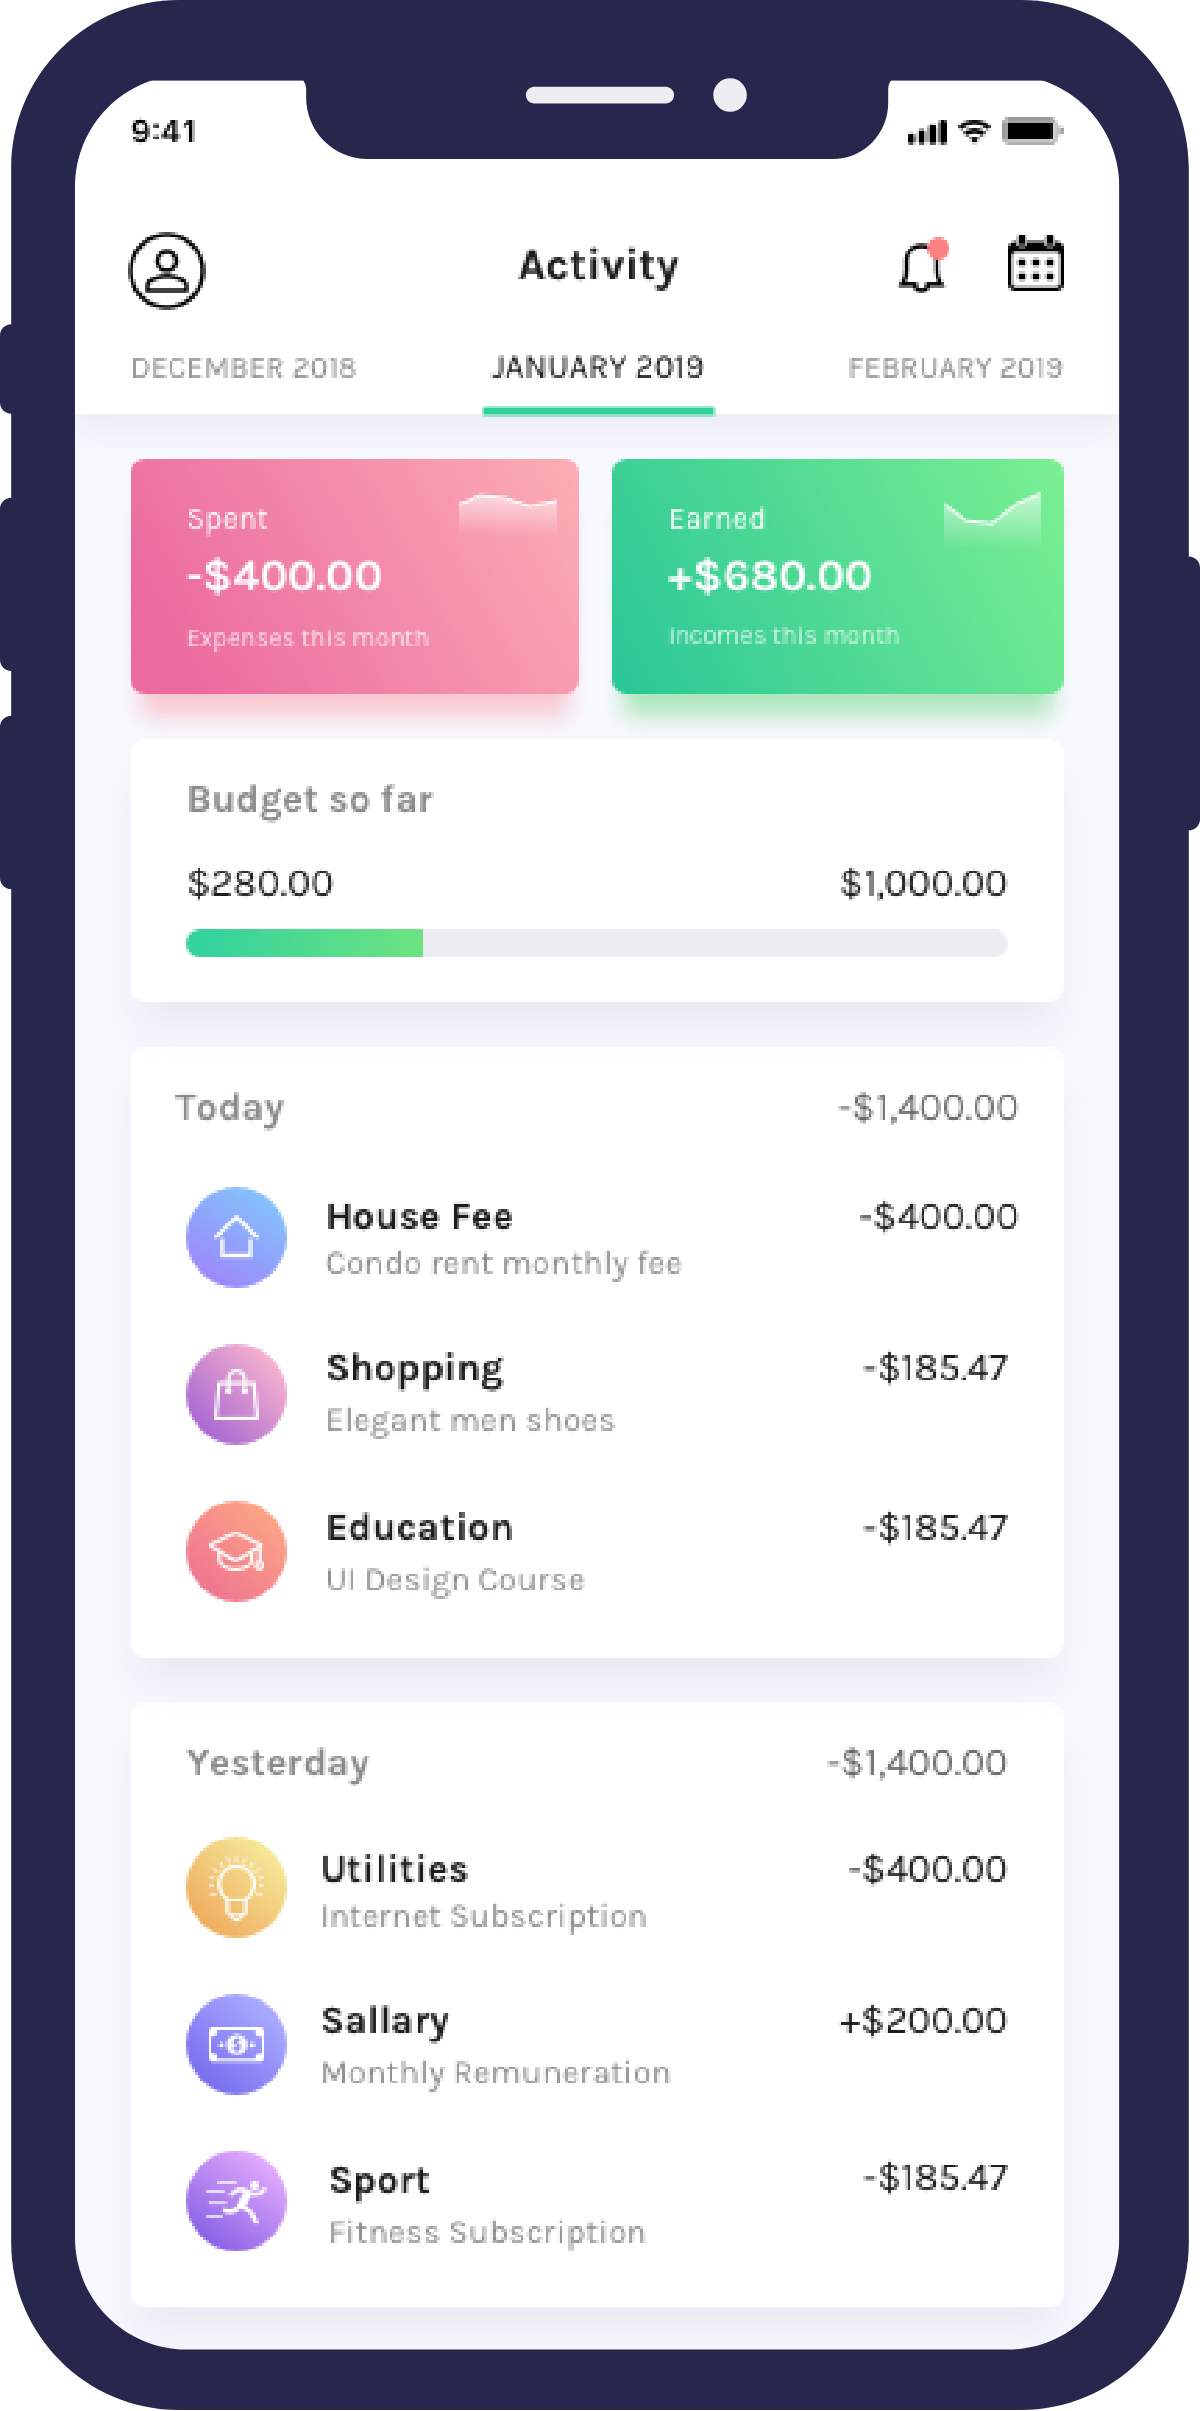 9:41
Activity
DECEMBER 2018 JANUARY 2019 FEBRUARY 2019
Spent
-$400.00
Expenses this month
Earned
+$680.00
Incomes this month
Budget so far
$280.00 $1,000.00
Today -$1,400.00
House Fee -$400.00
Condo rent monthly fee
Shopping -$185.47
Elegant men shoes
Education -$185.47
UI Design Course
Yesterday -$1,400.00
Utilities -$400.00
Internet Subscription
Sallary +$200.00
Monthly Remuneration
Sport -$185.47
Fitness Subscription